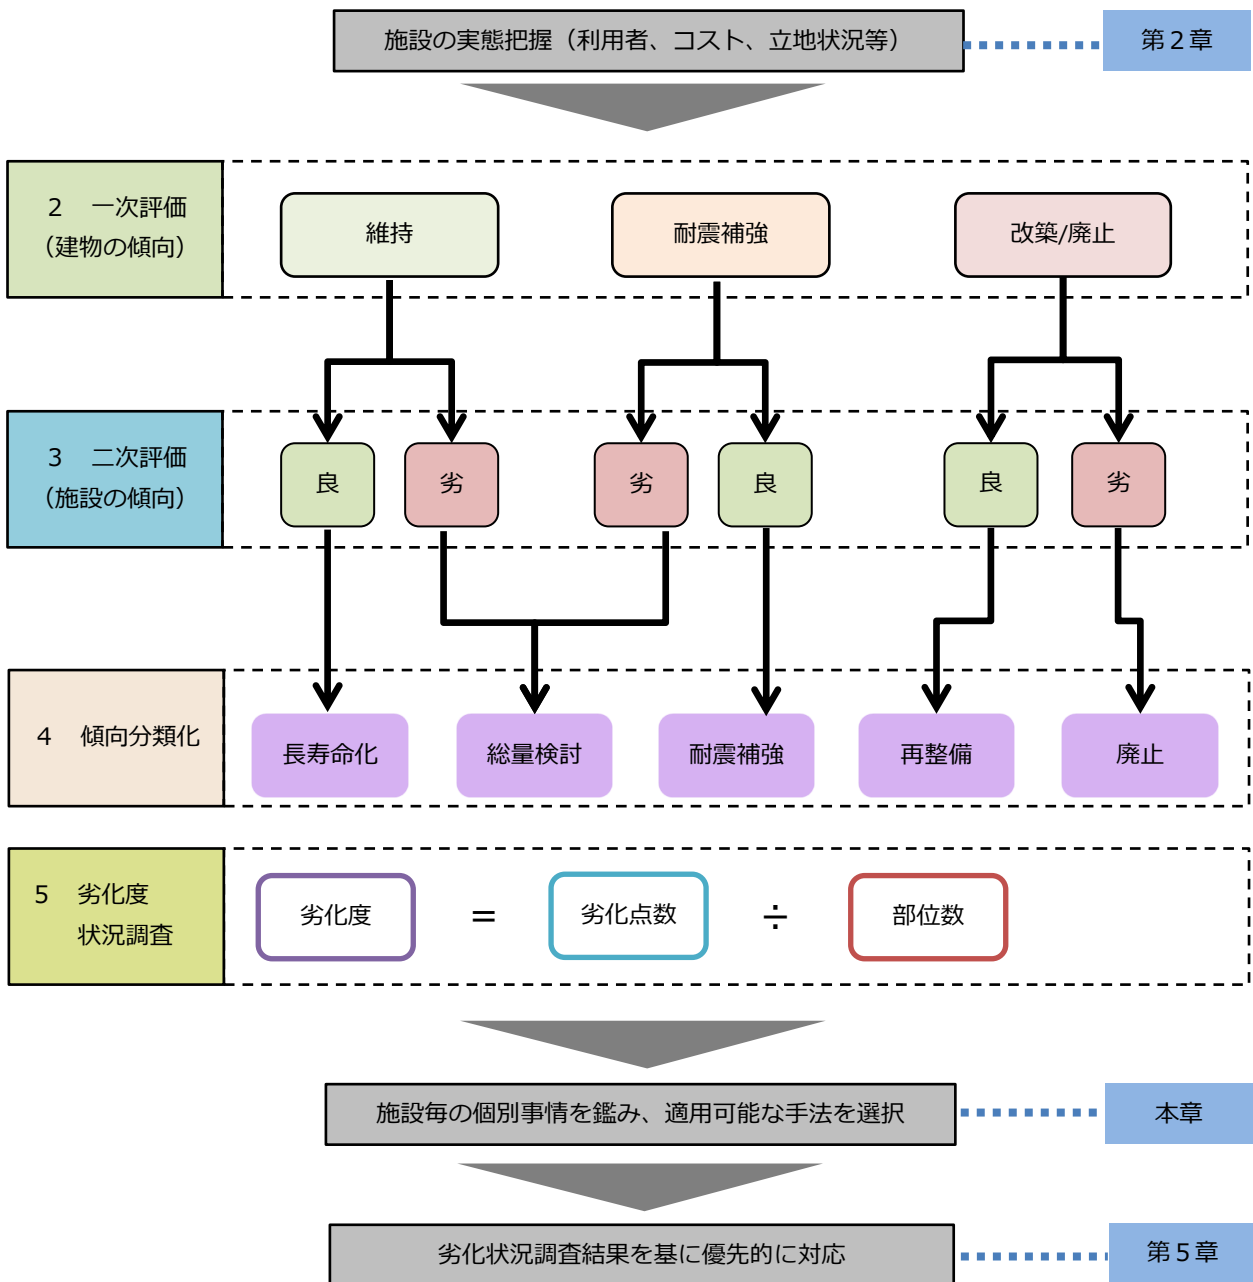 施設の実態把握（利用者、コスト、立地状況等）
第２章
２　一次評価
（建物の傾向）
維持
耐震補強
改築/廃止
３　二次評価
（施設の傾向）
良
劣
劣
良
良
劣
４　傾向分類化
長寿命化
総量検討
耐震補強
再整備
廃止
５　劣化度
状況調査
劣化度
＝
劣化点数
÷
部位数
施設毎の個別事情を鑑み、適用可能な手法を選択
本章
劣化状況調査結果を基に優先的に対応
第５章